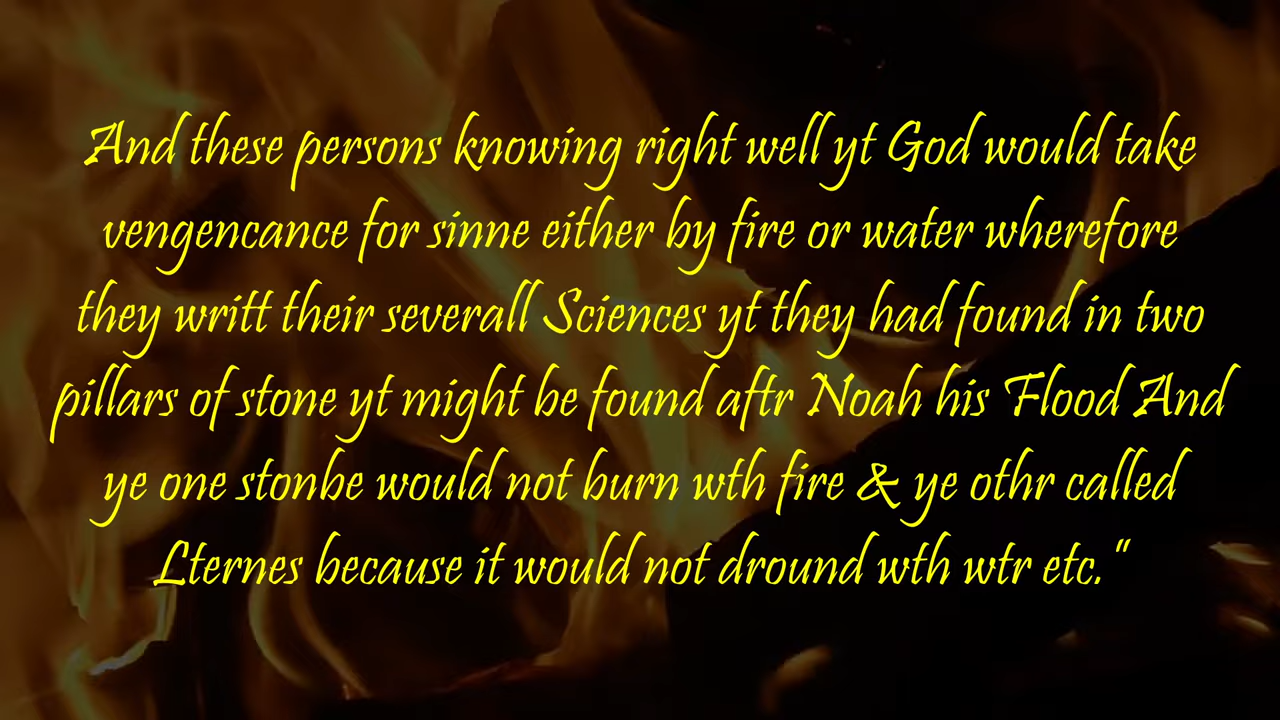 And these persons knowing right well yt God would take
vengencance for sinne either by fire or water wherefore
they writt their severall Sciences yt they had found in two
pillars of stone yt might be found aftr Noah his Flood And
ye one stonbe would not burn wth fire & ye othr called
Lternes because it would not dround wth wtr etc."